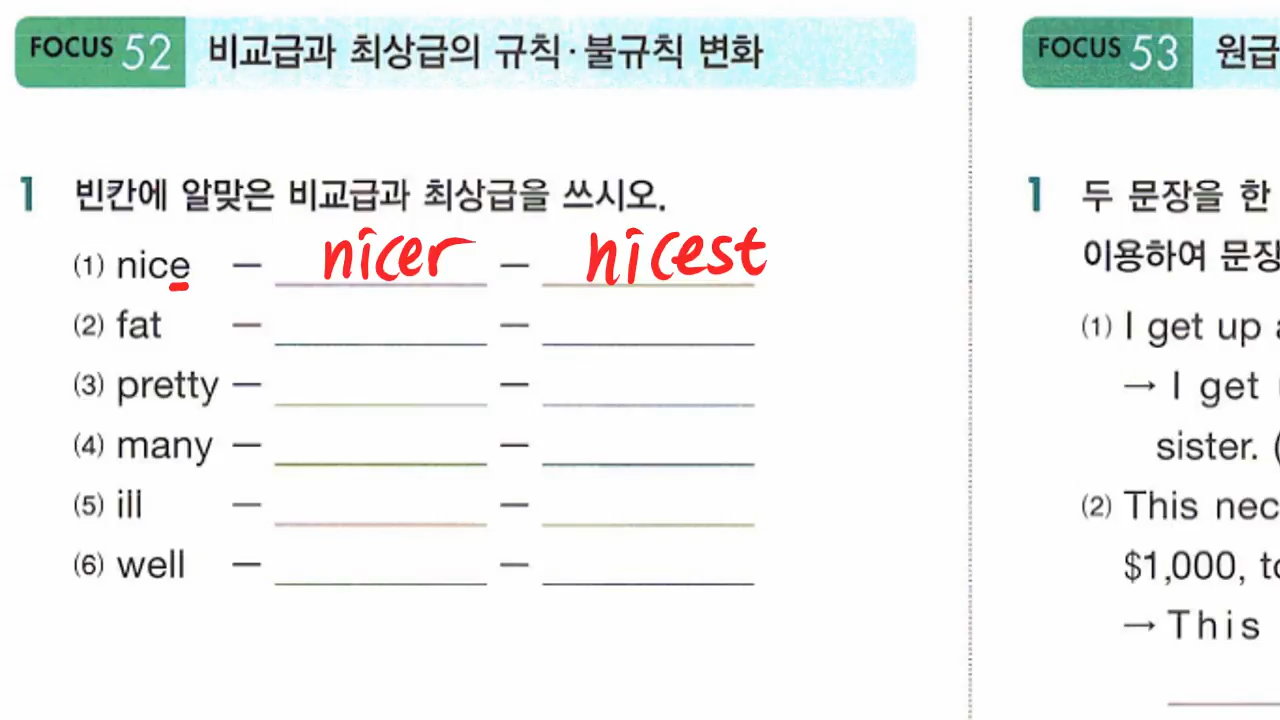 FOCUS 52 비교급과 최상급의 규칙·불규칙 변화
1 빈칸에 알맞은 비교급과 최상급을 쓰시오.
(1) nice — nicer — nicest
(2) fat — —
(3) pretty — —
(4) many — —
(5) ill — —
(6) well — —
FOCUS 53 원급
1 두 문장을 한
이용하여 문장
(1) I get up
→ I get
sister. (
(2) This nec
$1,000, to
→ This